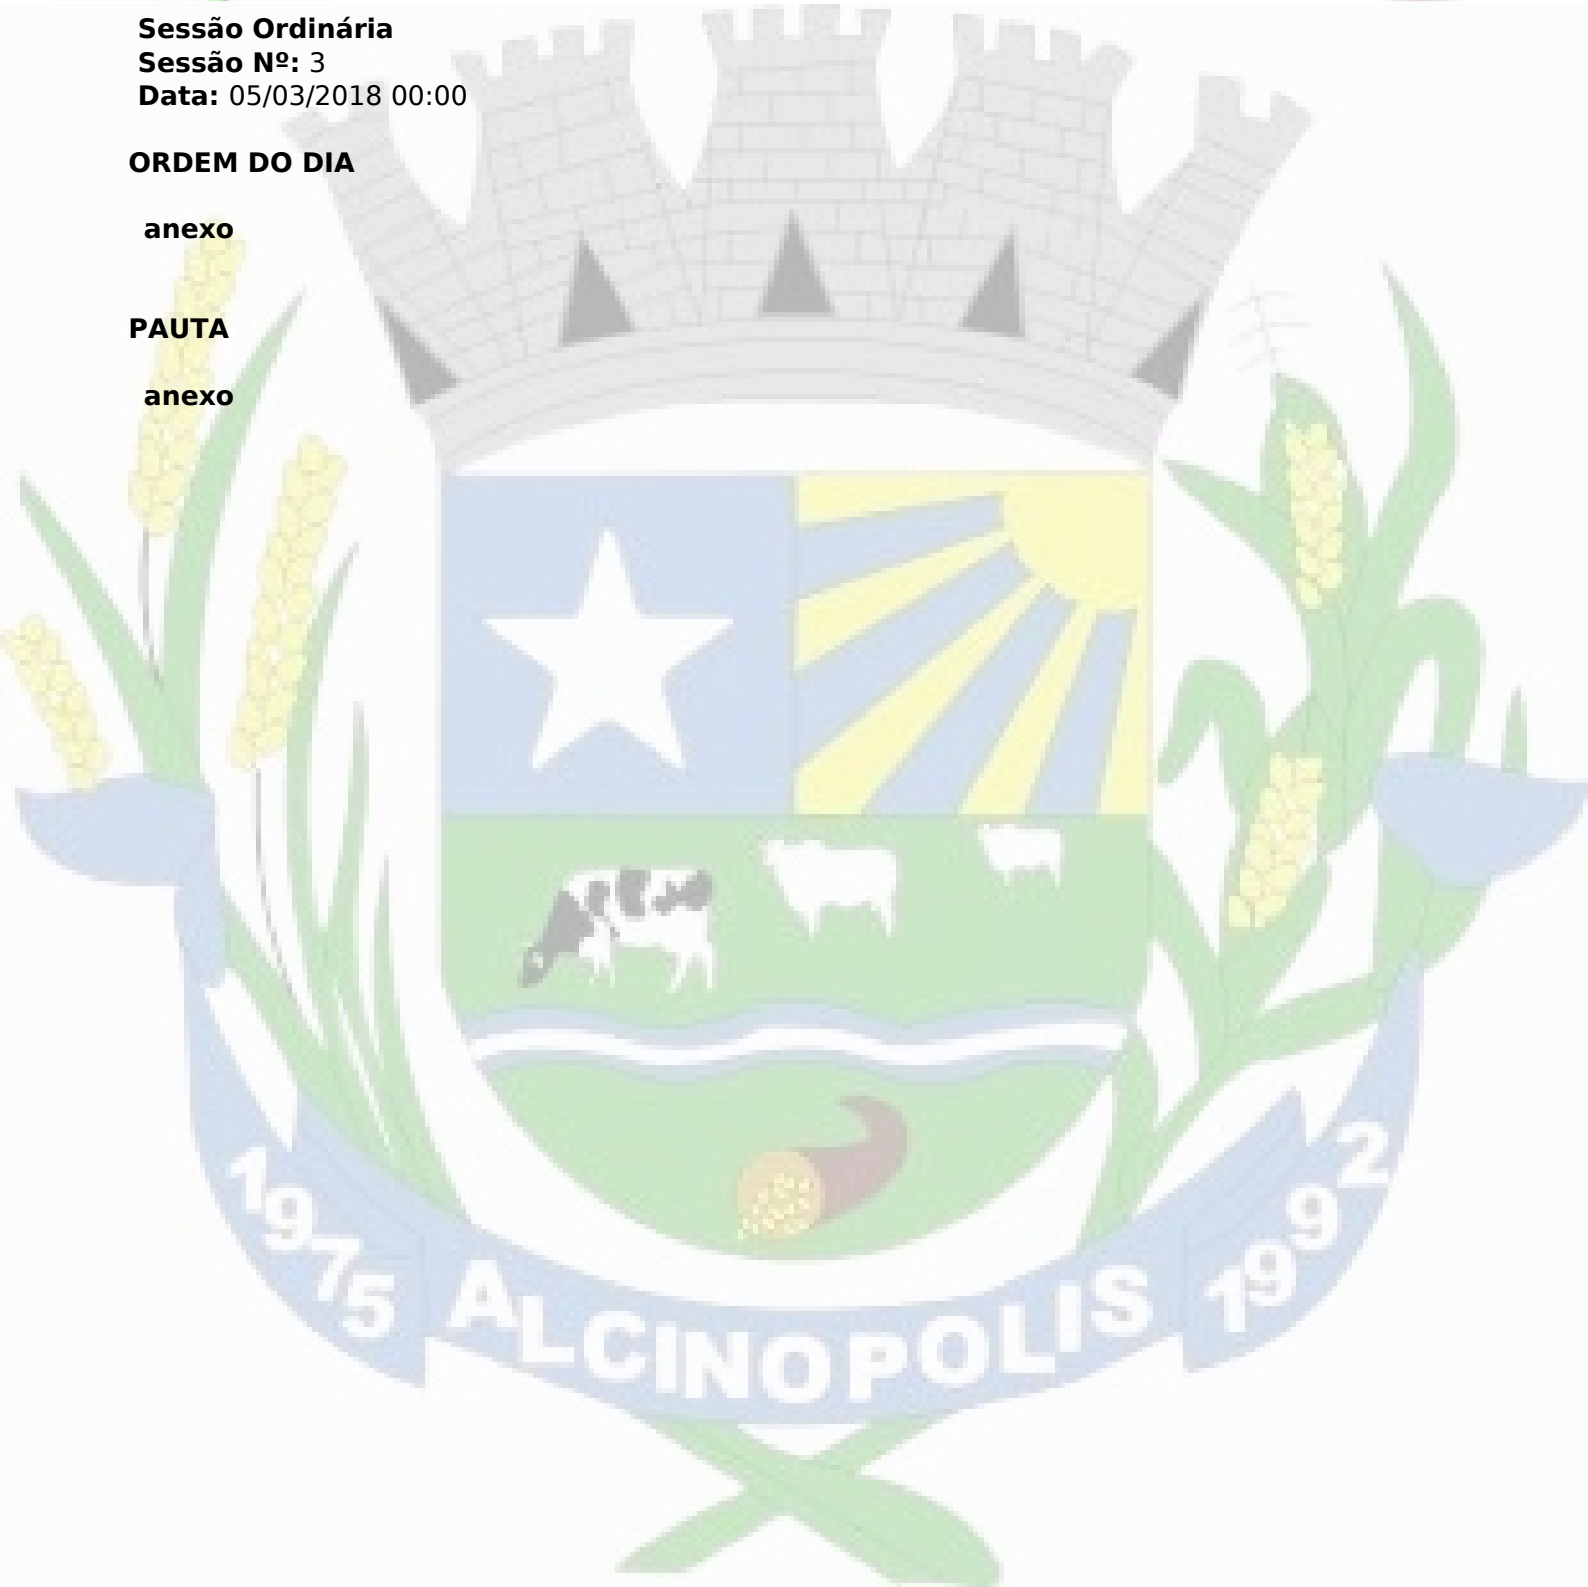 Sessão Ordinária
Sessão Nº: 3
Data: 05/03/2018 00:00
ORDEM DO DIA
anexo
PAUTA
anexo
1975 ALCINOPOLIS 1992